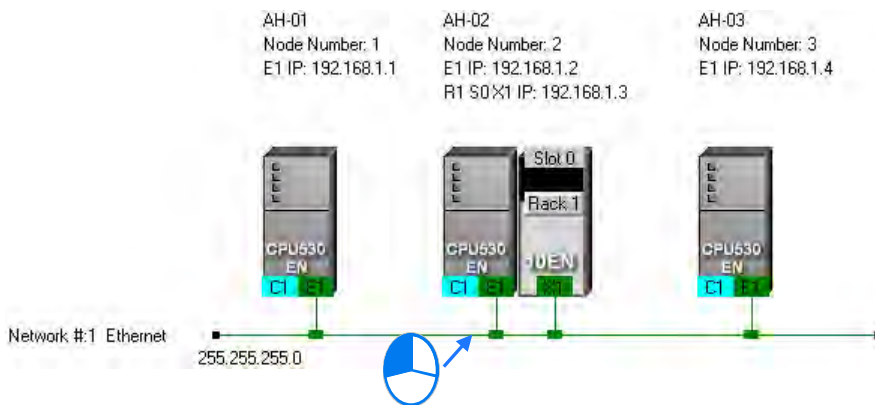 AH-01
Node Number: 1
E1 IP: 192.168.1.1
AH-02
Node Number: 2
E1 IP: 192.168.1.2
R1 S0 X1 IP: 192.168.1.3
AH-03
Node Number: 3
E1 IP: 192.168.1.4
CPU530
EN
C1 E1
CPU530
EN
C1 E1
Slot 0
Rack 1
10EN
X1
CPU530
EN
C1 E1
Network #:1 Ethernet
255.255.255.0